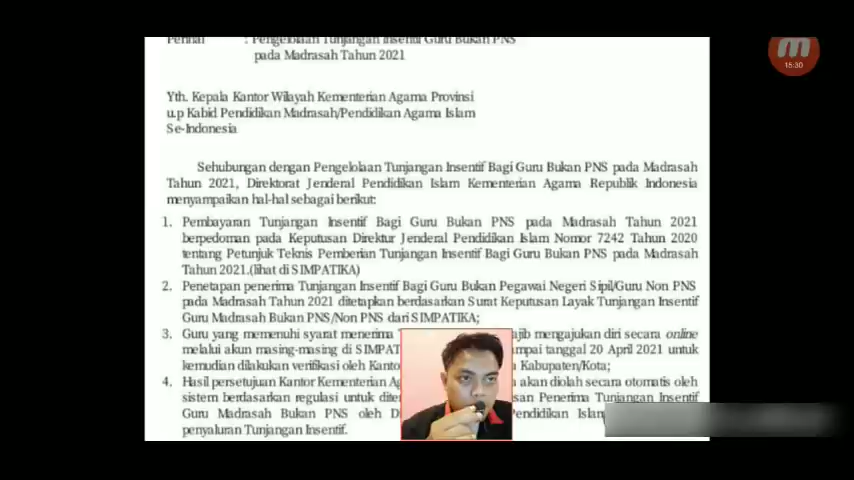 Perihal : Pengelolaan Tunjangan Insentif Guru Bukan PNS
pada Madrasah Tahun 2021
15:30
Yth. Kepala Kantor Wilayah Kementerian Agama Provinsi
u.p Kabid Pendidikan Madrasah/Pendidikan Agama Islam
Se-Indonesia
Sehubungan dengan Pengelolaan Tunjangan Insentif Bagi Guru Bukan PNS pada Madrasah
Tahun 2021, Direktorat Jenderal Pendidikan Islam Kementerian Agama Republik Indonesia
menyampaikan hal-hal sebagai berikut:
1. Pembayaran Tunjangan Insentif Bagi Guru Bukan PNS pada Madrasah Tahun 2021
berpedoman pada Keputusan Direktur Jenderal Pendidikan Islam Nomor 7242 Tahun 2020
tentang Petunjuk Teknis Pemberian Tunjangan Insentif Bagi Guru Bukan PNS pada Madrasah
Tahun 2021.(lihat di SIMPATIKA)
2. Penetapan penerima Tunjangan Insentif Bagi Guru Bukan Pegawai Negeri Sipil/Guru Non PNS
pada Madrasah Tahun 2021 ditetapkan berdasarkan Surat Keputusan Layak Tunjangan Insentif
Guru Madrasah Bukan PNS/Non PNS dari SIMPATIKA;
3. Guru yang memenuhi syarat menerima mengajukan diri secara online
melalui akun masing-masing di tanggal 20 April 2021 untuk
kemudian dilakukan verifikasi oleh Kabupaten/Kota;
4. Hasil persetujuan Kantor Kementerian akan diolah secara otomatis oleh
sistem berdasarkan regulasi untuk Penerima Tunjangan Insentif
Guru Madrasah Bukan PNS oleh Pendidikan
penyaluran Tunjangan Insentif.